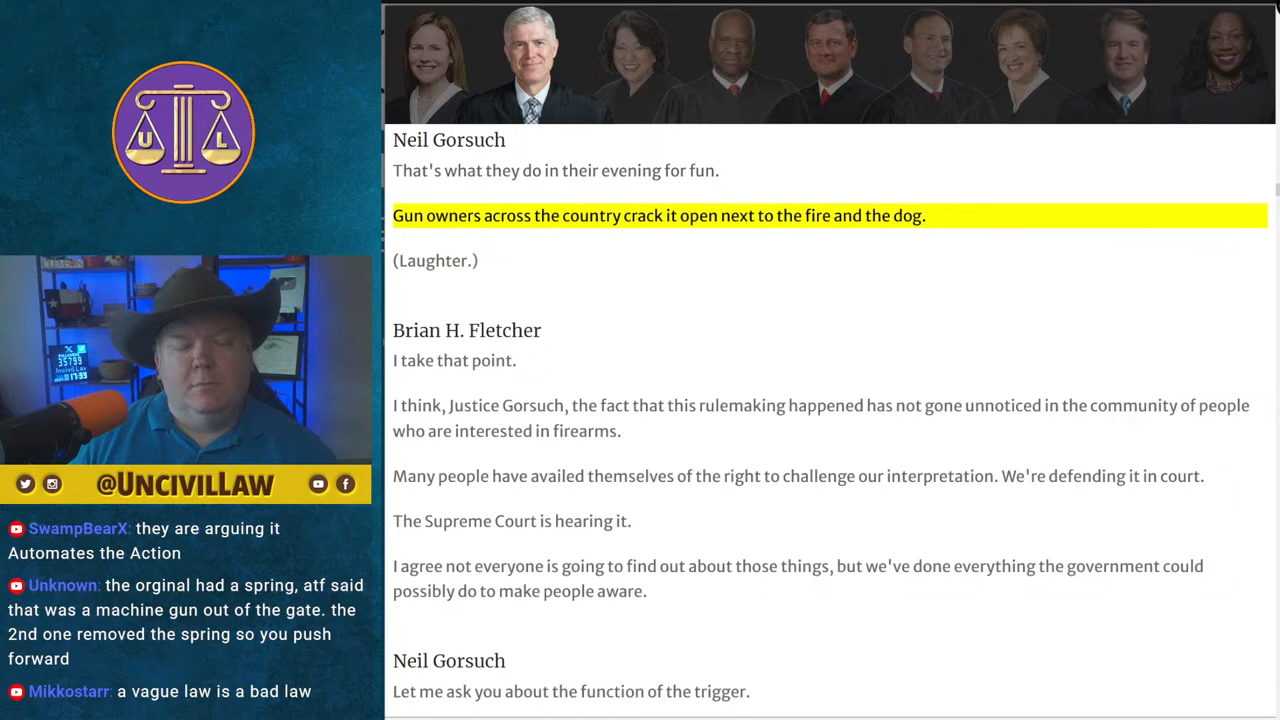 U L
Neil Gorsuch
That's what they do in their evening for fun.
Gun owners across the country crack it open next to the fire and the dog.
(Laughter.)
Brian H. Fletcher
I take that point.
I think, Justice Gorsuch, the fact that this rulemaking happened has not gone unnoticed in the community of people
who are interested in firearms.
Many people have availed themselves of the right to challenge our interpretation. We're defending it in court.
The Supreme Court is hearing it.
I agree not everyone is going to find out about those things, but we've done everything the government could
possibly do to make people aware.
Neil Gorsuch
Let me ask you about the function of the trigger.
35799
@UNCIVILLAW
SwampBearX: they are arguing it
Automates the Action
Unknown: the orginal had a spring, atf said
that was a machine gun out of the gate. the
2nd one removed the spring so you push
forward
Mikkostarr: a vague law is a bad law